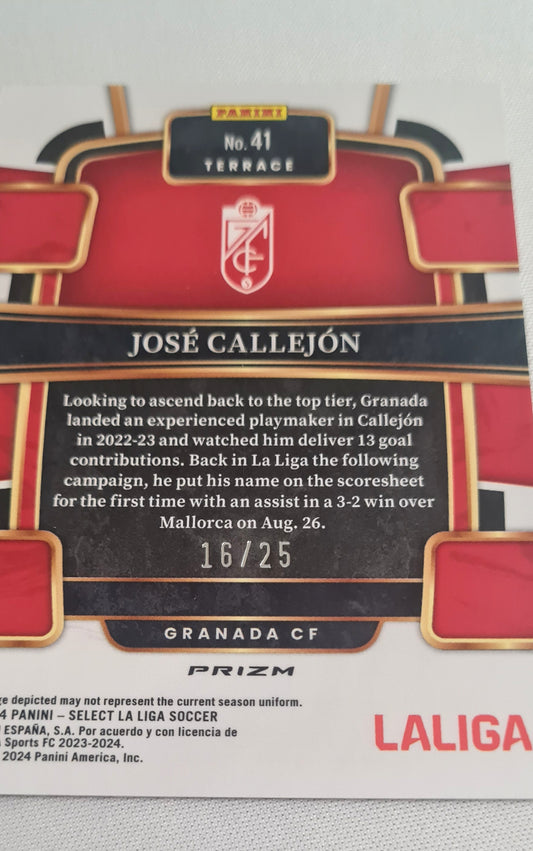 PANINI
No. 41
TERRACE
JOSÉ CALLEJÓN
Looking to ascend back to the top tier, Granada
landed an experienced playmaker in Callejón
in 2022-23 and watched him deliver 13 goal
contributions. Back in La Liga the following
campaign, he put his name on the scoresheet
for the first time with an assist in a 3-2 win over
Mallorca on Aug. 26.
16/25
GRANADA CF
PRIZM
depicted may not represent the current season uniform.
4 PANINI – SELECT LA LIGA SOCCER
ESPAÑA, S.A. Por acuerdo y con licencia de
Sports FC 2023-2024.
2024 Panini America, Inc.
LALIGA